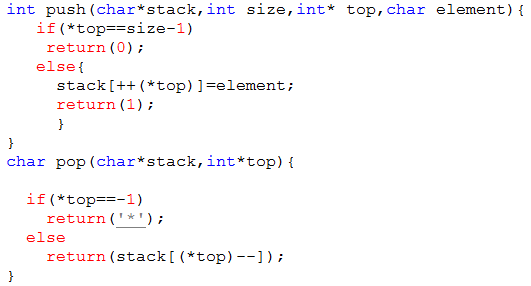 int push(char*stack,int size,int* top,char element){
if(*top==size-1)
return(0);
else{
stack[++(*top)]=element;
return(1);
}
}
char pop(char*stack,int*top){
if(*top==-1)
return('*');
else
return(stack[(*top)--]);
}